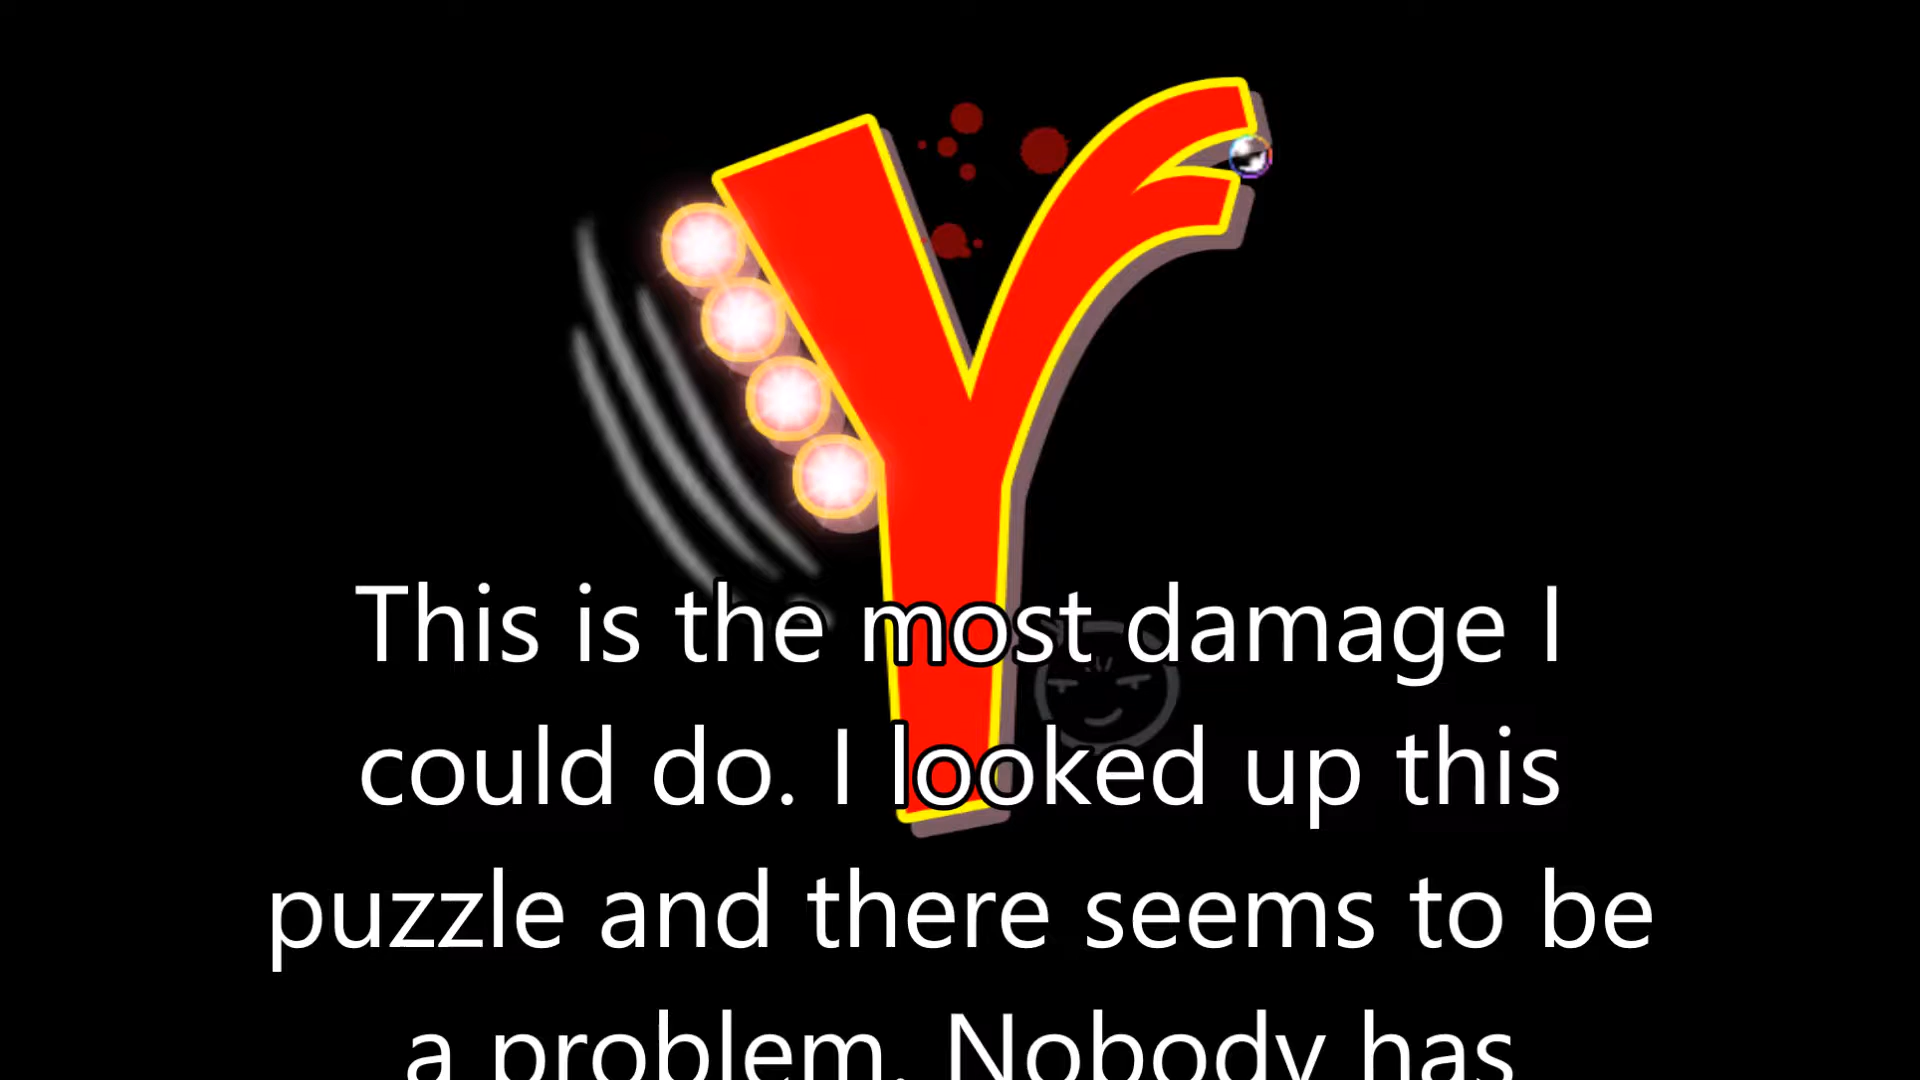 Y
This is the most damage I
could do. I looked up this
puzzle and there seems to be
a problem. Nobody has